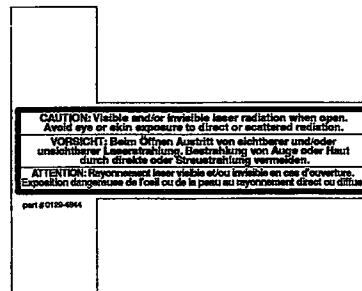 CAUTION: Visible and/or invisible laser radiation when open.
Avoid eye or skin exposure to direct or scattered radiation.
VORSICHT: Beim Öffnen Austritt von sichtbarer und/oder
unsichtbarer Laserstrahlung. Bestrahlung von Auge oder Haut
durch direkte oder Streustrahlung vermeiden.
ATTENTION: Rayonnement laser visible et/ou invisible en cas d'ouverture.
Exposition dangereuse de l'oeil ou de la peau au rayonnement direct ou diffus.
part # 0129-4844